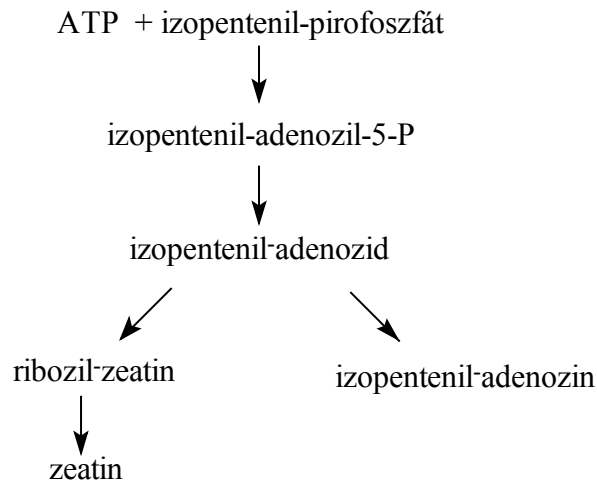 ATP + izopentenil-pirofoszfát
izopentenil-adenozil-5-P
izopentenil-adenozid
ribozil-zeatin
izopentenil-adenozin
zeatin